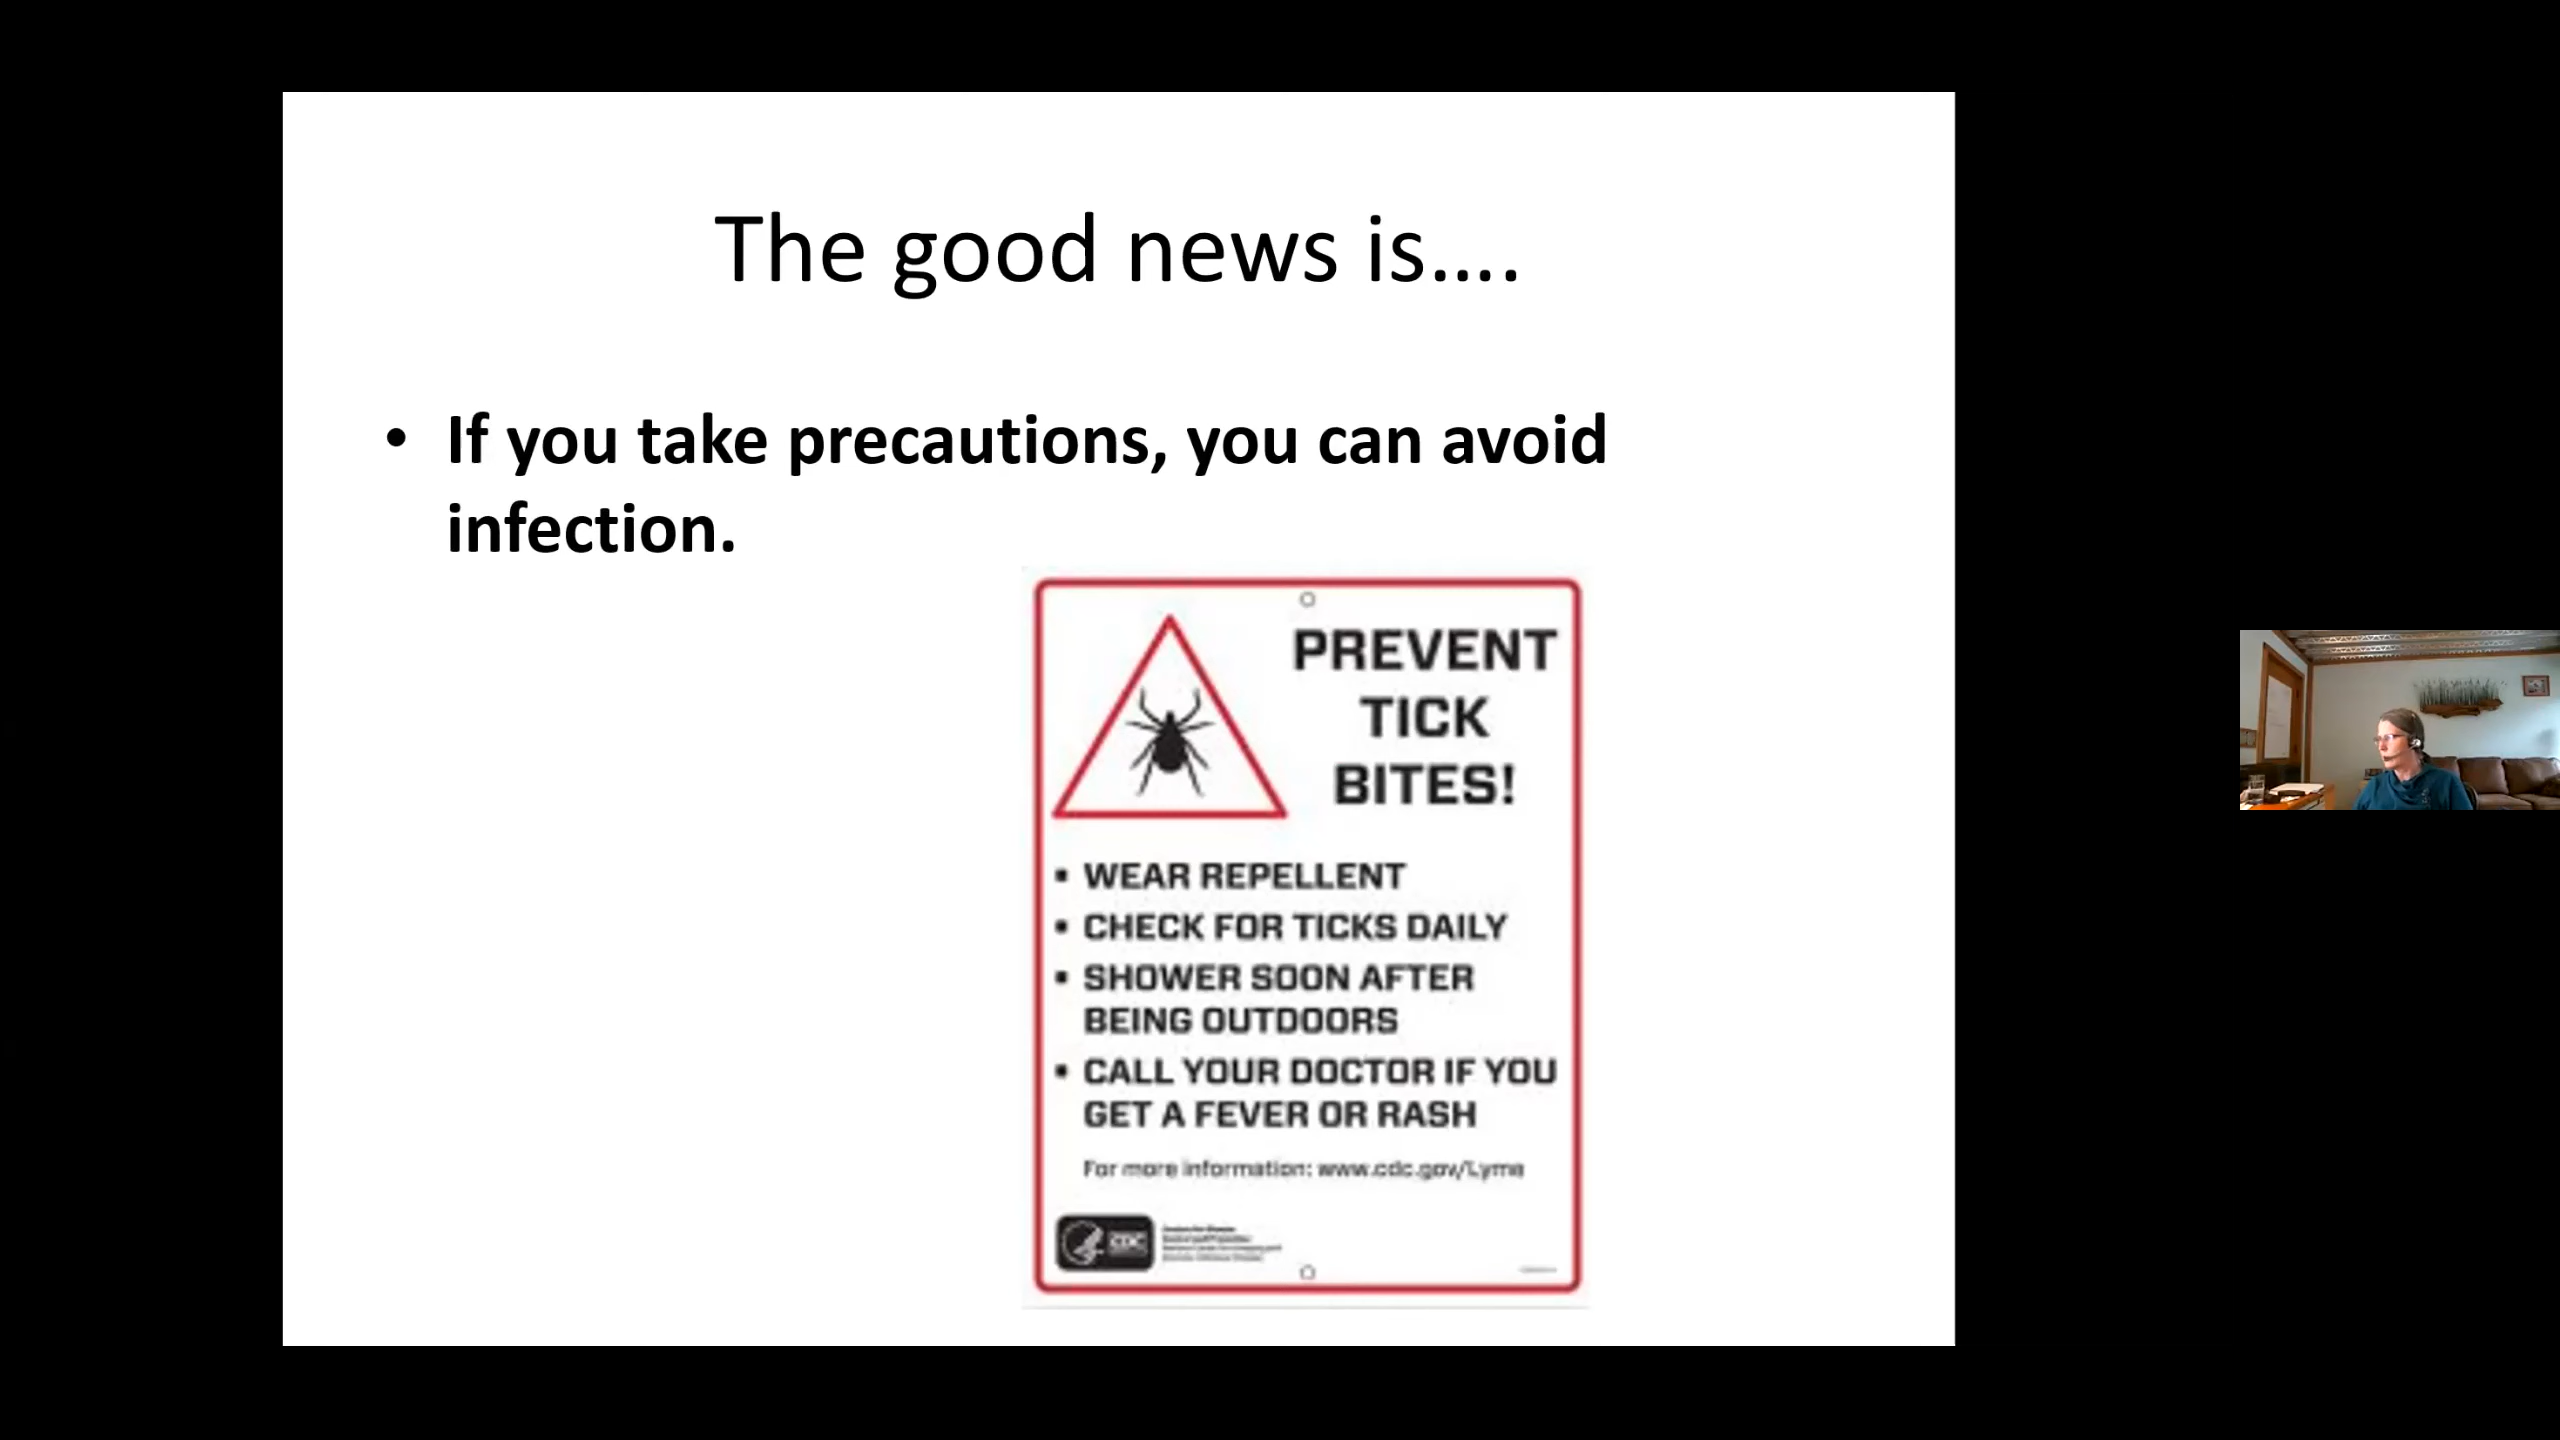 The good news is....
• If you take precautions, you can avoid
infection.
PREVENT
TICK
BITES!
▪ WEAR REPELLENT
▪ CHECK FOR TICKS DAILY
▪ SHOWER SOON AFTER
BEING OUTDOORS
▪ CALL YOUR DOCTOR IF YOU
GET A FEVER OR RASH
For more information: www.cdc.gov/Lyme
CDC